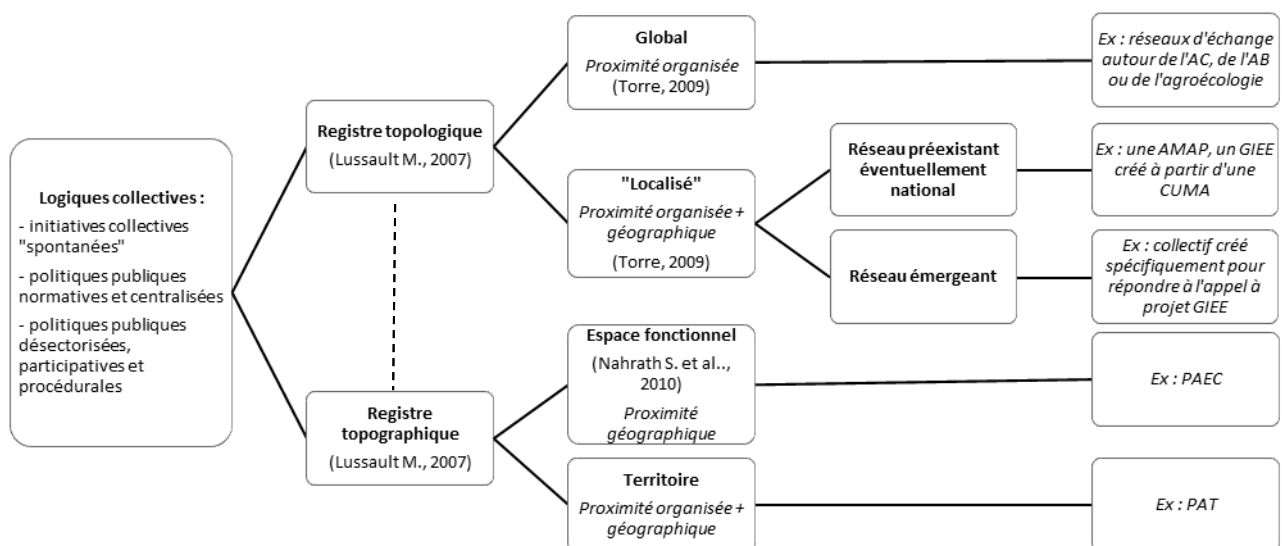 Logiques collectives :
- initiatives collectives
"spontanées"
- politiques publiques
normatives et centralisées
- politiques publiques
désectorisées,
participatives et
procédurales
Registre topologique
(Lussault M., 2007)
Registre
topographique
(Lussault M., 2007)
Global
Proximité organisée
(Torre, 2009)
"Localisé"
Proximité organisée +
géographique
(Torre, 2009)
Espace fonctionnel
(Nahrath S. et al..,
2010)
Proximité
géographique
Territoire
Proximité organisée +
géographique
Réseau préexistant
éventuellement
national
Réseau émergeant
Ex : réseaux d'échange
autour de l'AC, de l'AB
ou de l'agroécologie
Ex : une AMAP, un GIEE
créé à partir d'une
CUMA
Ex : collectif créé
spécifiquement pour
répondre à l'appel à
projet GIEE
Ex : PAEC
Ex : PAT